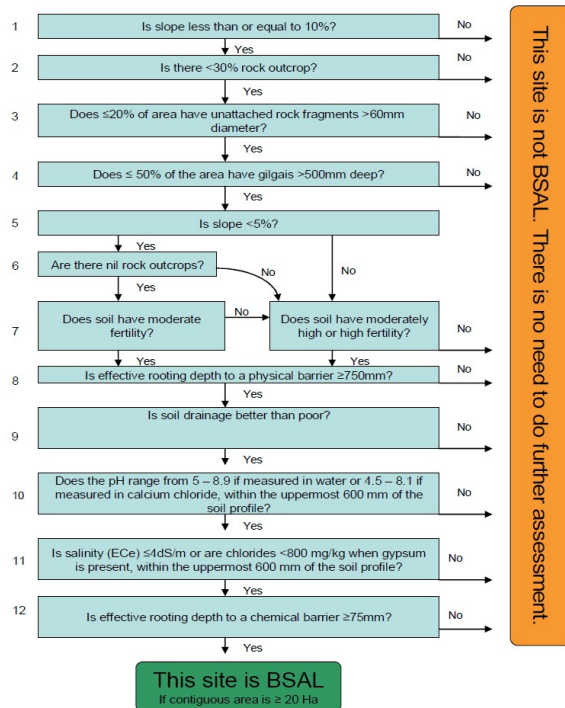 1
Is slope less than or equal to 10%?
No
Yes
2
Is there <30% rock outcrop?
No
Yes
3
Does ≤20% of area have unattached rock fragments >60mm
diameter?
No
Yes
4
Does ≤ 50% of the area have gilgais >500mm deep?
No
Yes
5
Is slope <5%?
Yes
No
6
Are there nil rock outcrops?
No
Yes
7
Does soil have moderate
fertility?
No
Does soil have moderately
high or high fertility?
No
Yes
Yes
8
Is effective rooting depth to a physical barrier ≥750mm?
No
Yes
9
Is soil drainage better than poor?
No
Yes
10
Does the pH range from 5 – 8.9 if measured in water or 4.5 – 8.1 if
measured in calcium chloride, within the uppermost 600 mm of the
soil profile?
No
Yes
11
Is salinity (ECe) ≤4dS/m or are chlorides <800 mg/kg when gypsum
is present, within the uppermost 600 mm of the soil profile?
No
Yes
12
Is effective rooting depth to a chemical barrier ≥75mm?
No
Yes
This site is BSAL
If contiguous area is ≥ 20 Ha
This site is not BSAL. There is no need to do further assessment.